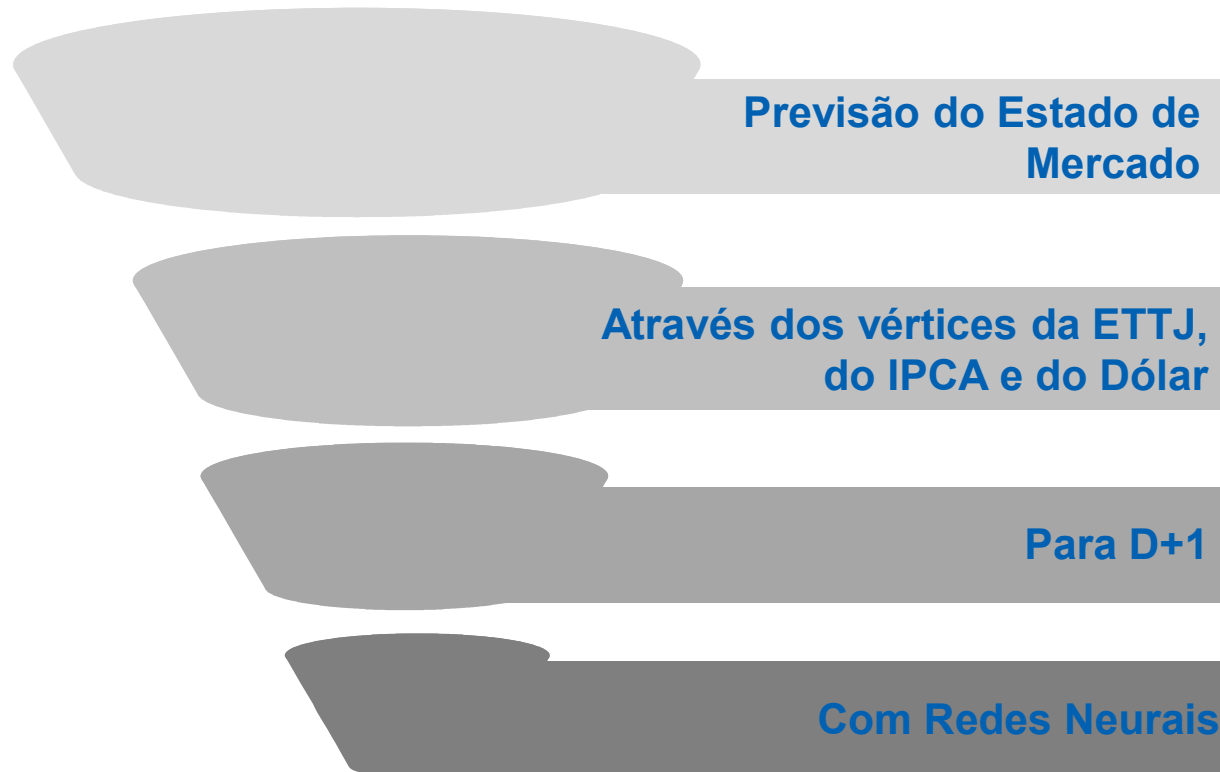 Previsão do Estado de
Mercado
Através dos vértices da ETTJ,
do IPCA e do Dólar
Para D+1
Com Redes Neurais